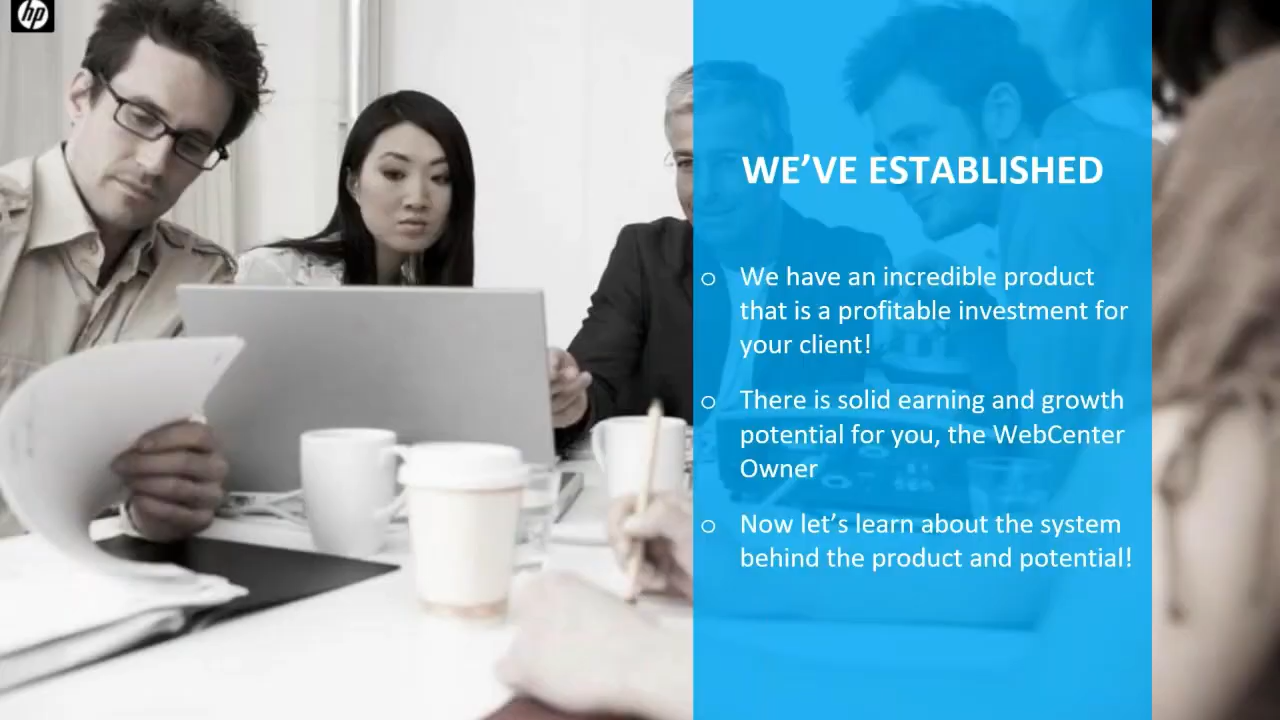 hp
WE’VE ESTABLISHED
o We have an incredible product
that is a profitable investment for
your client!
o There is solid earning and growth
potential for you, the WebCenter
Owner
o Now let’s learn about the system
behind the product and potential!